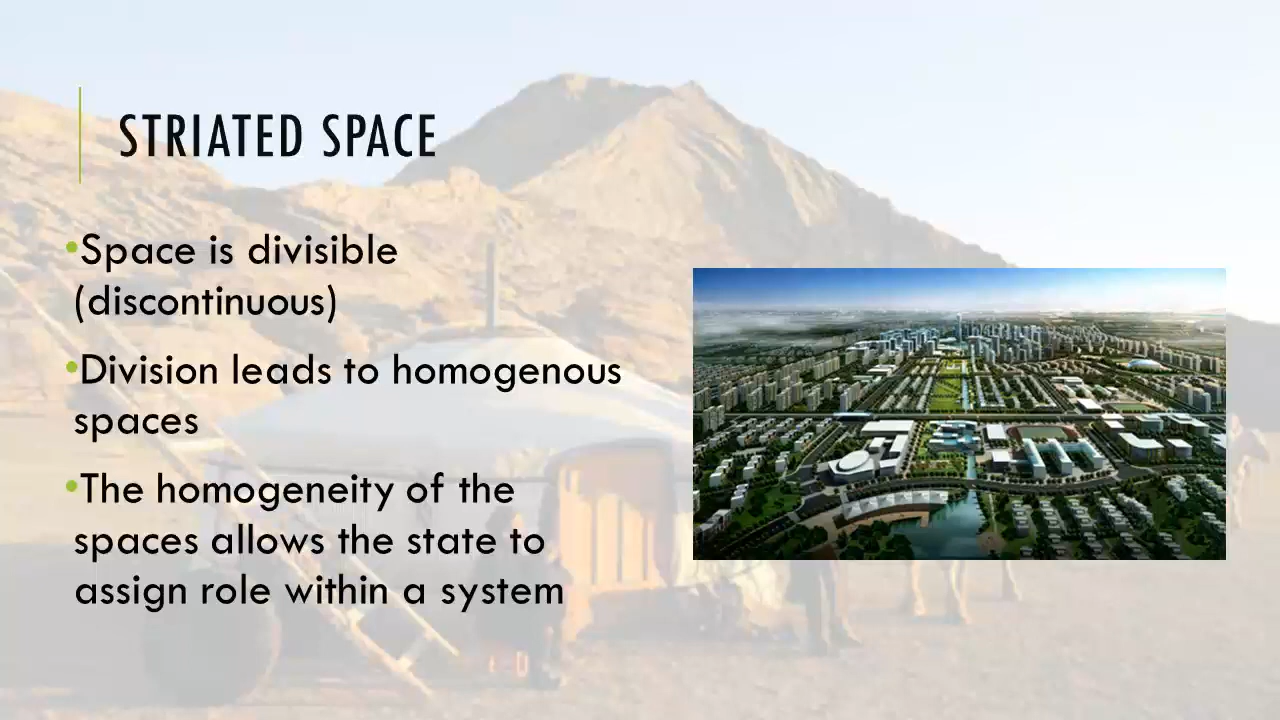 STRIATED SPACE
•Space is divisible
(discontinuous)
•Division leads to homogenous
spaces
•The homogeneity of the
spaces allows the state to
assign role within a system